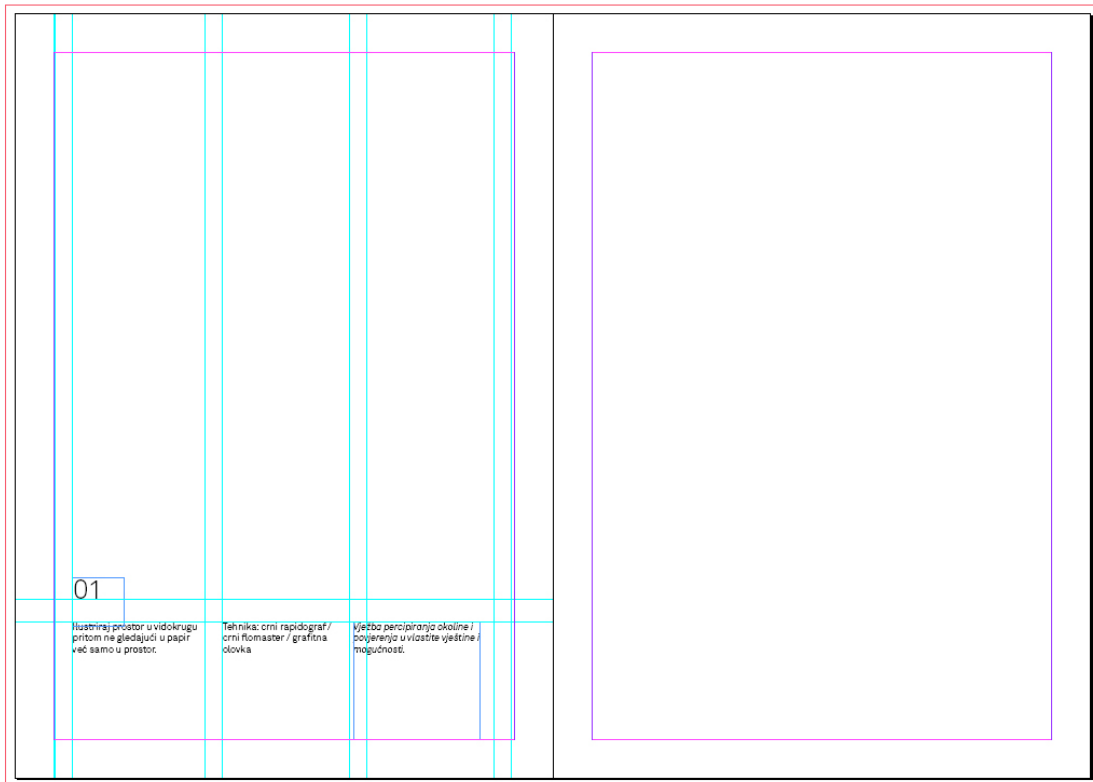 01
Ilustriraj prostor u vidokrugu
pritom ne gledajući u papir
već samo u prostor.
Tehnika: crni rapidograf /
crni flomaster / grafitna
olovka
Vježba percipiranja okoline i
povjerenja u vlastite vještine i
mogućnosti.